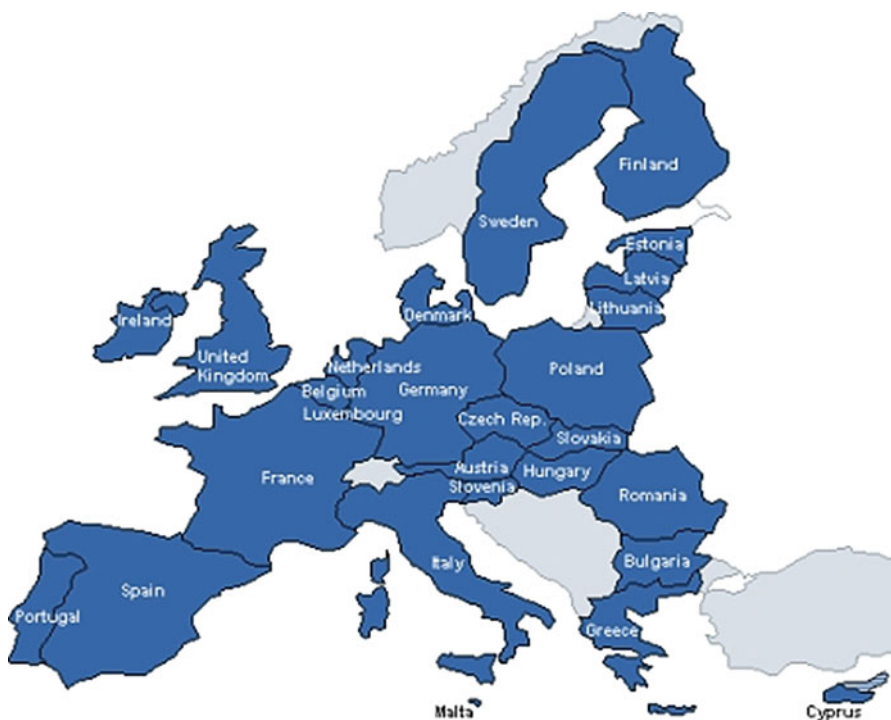 Finland
Sweden
Estonia
Latvia
Lithuania
Denmark
Ireland
United
Kingdom
Netherlands
Belgium
Germany
Poland
Luxembourg
Czech Rep.
Slovakia
France
Austria
Hungary
Slovenia
Romania
Italy
Bulgaria
Spain
Portugal
Greece
Malta
Cyprus